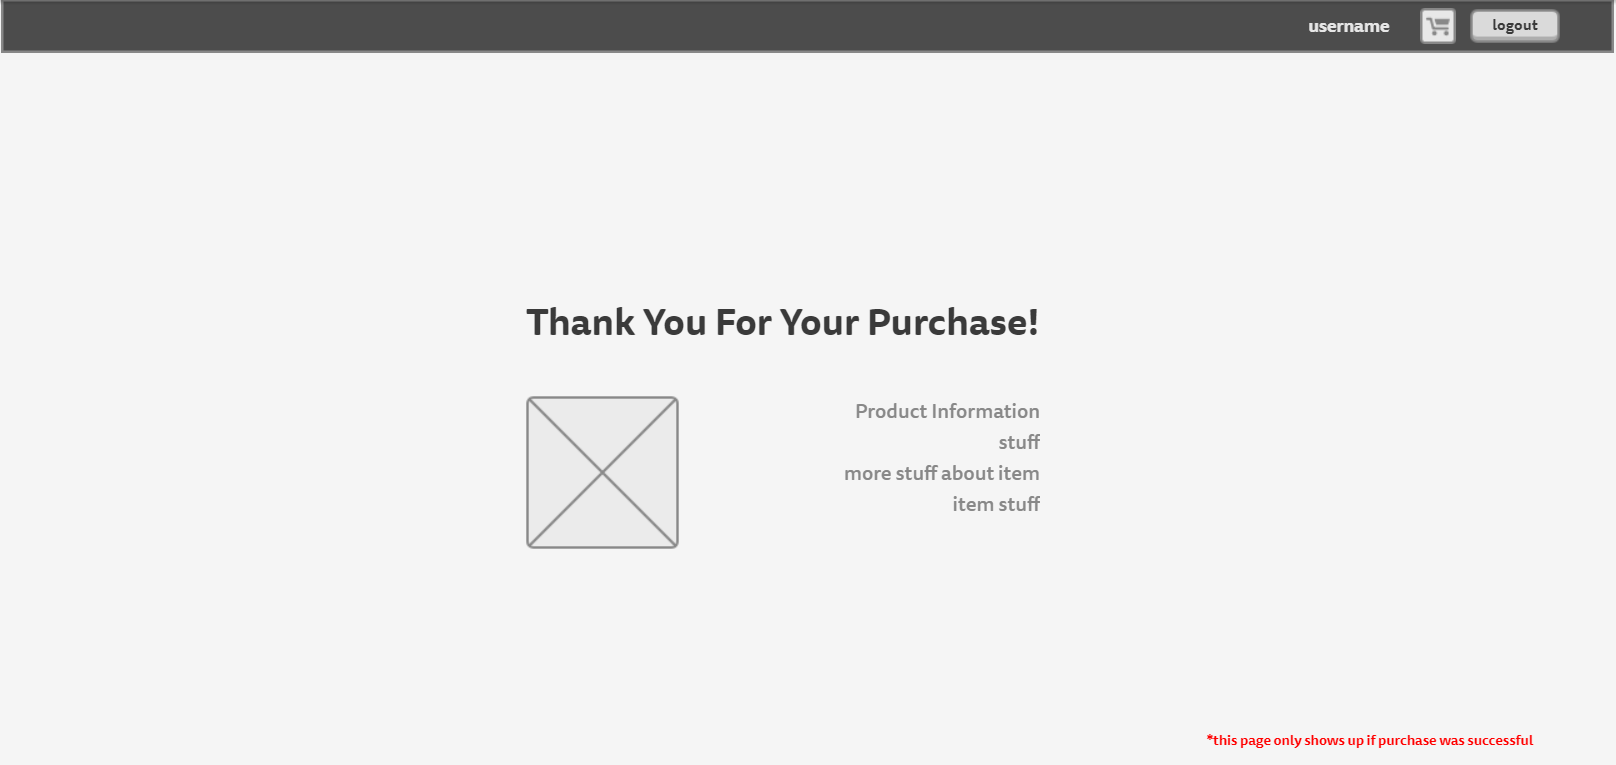 username
logout
Thank You For Your Purchase!
Product Information
stuff
more stuff about item
item stuff
*this page only shows up if purchase was successful